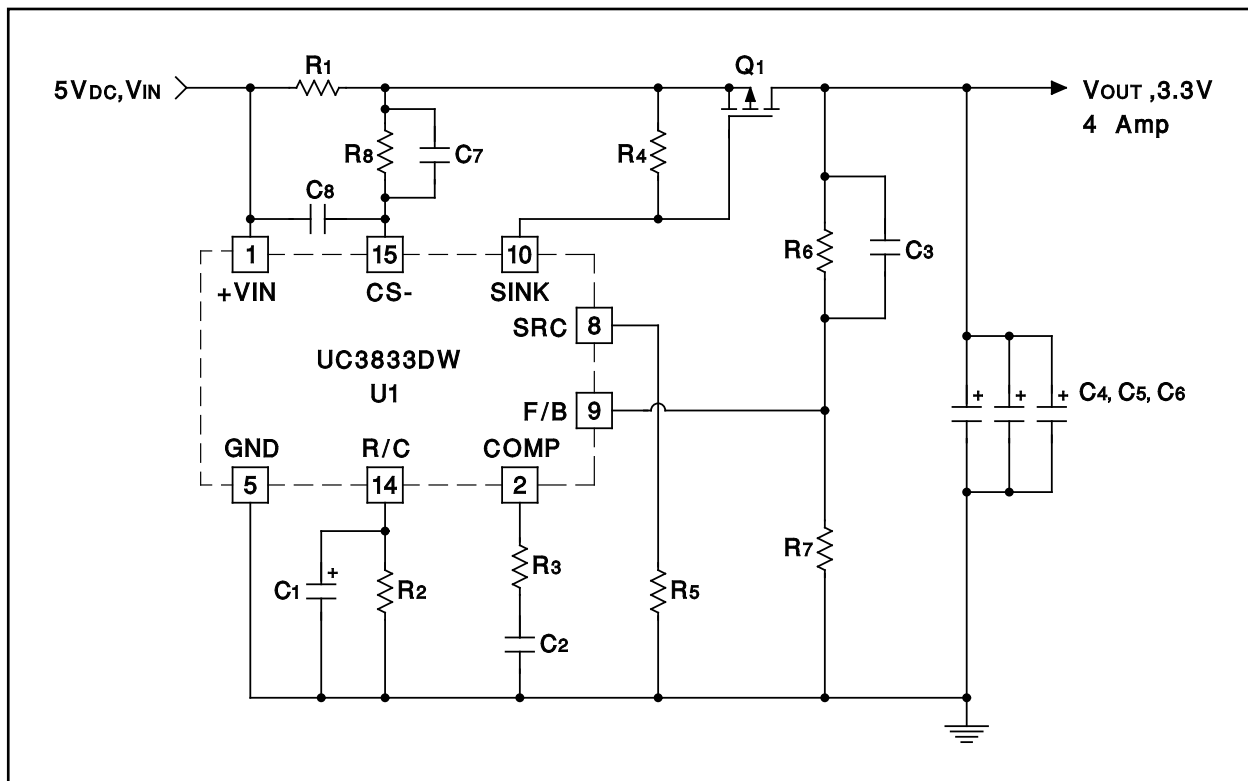 R1
Q1
5VDC,VIN
VOUT ,3.3V
4 Amp
R8
C7
R4
C8
R6
C3
1
15
10
+VIN
CS-
SINK
SRC
8
UC3833DW
U1
F/B
9
+ + +
C4, C5, C6
GND
R/C
COMP
5
14
2
R7
R3
+
C1
R2
R5
C2